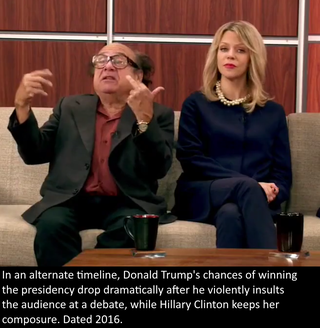 In an alternate timeline, Donald Trump's chances of winning
the presidency drop dramatically after he violently insults
the audience at a debate, while Hillary Clinton keeps her
composure. Dated 2016.